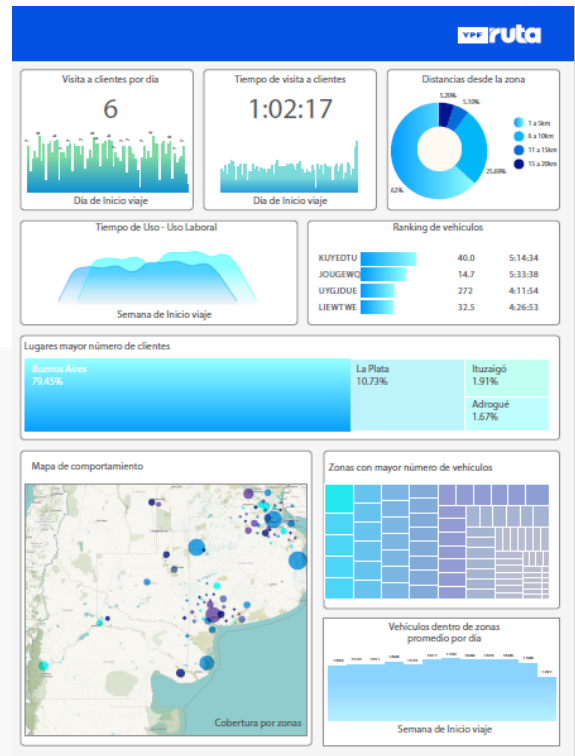 YPF ruta
Visita a clientes por día
6
Día de Inicio viaje
Tiempo de visita a clientes
1:02:17
Día de Inicio viaje
Distancias desde la zona
5.20%
5.10%
25.69%
62%
1 a 5km
6 a 10km
11 a 15km
15 a 20km
Tiempo de Uso - Uso Laboral
Semana de Inicio viaje
Ranking de vehículos
KUYEDTU 40.0 5:14:34
JOUGEWQ 14.7 5:33:38
UYGJDUE 272 4:11:54
LIEWTWE 32.5 4:26:53
Lugares mayor número de clientes
Buenos Aires
79.45%
La Plata
10.73%
Ituzaigó
1.91%
Adrogué
1.67%
Mapa de comportamiento
Cobertura por zonas
Zonas con mayor número de vehículos
Vehículos dentro de zonas
promedio por día
Semana de Inicio viaje